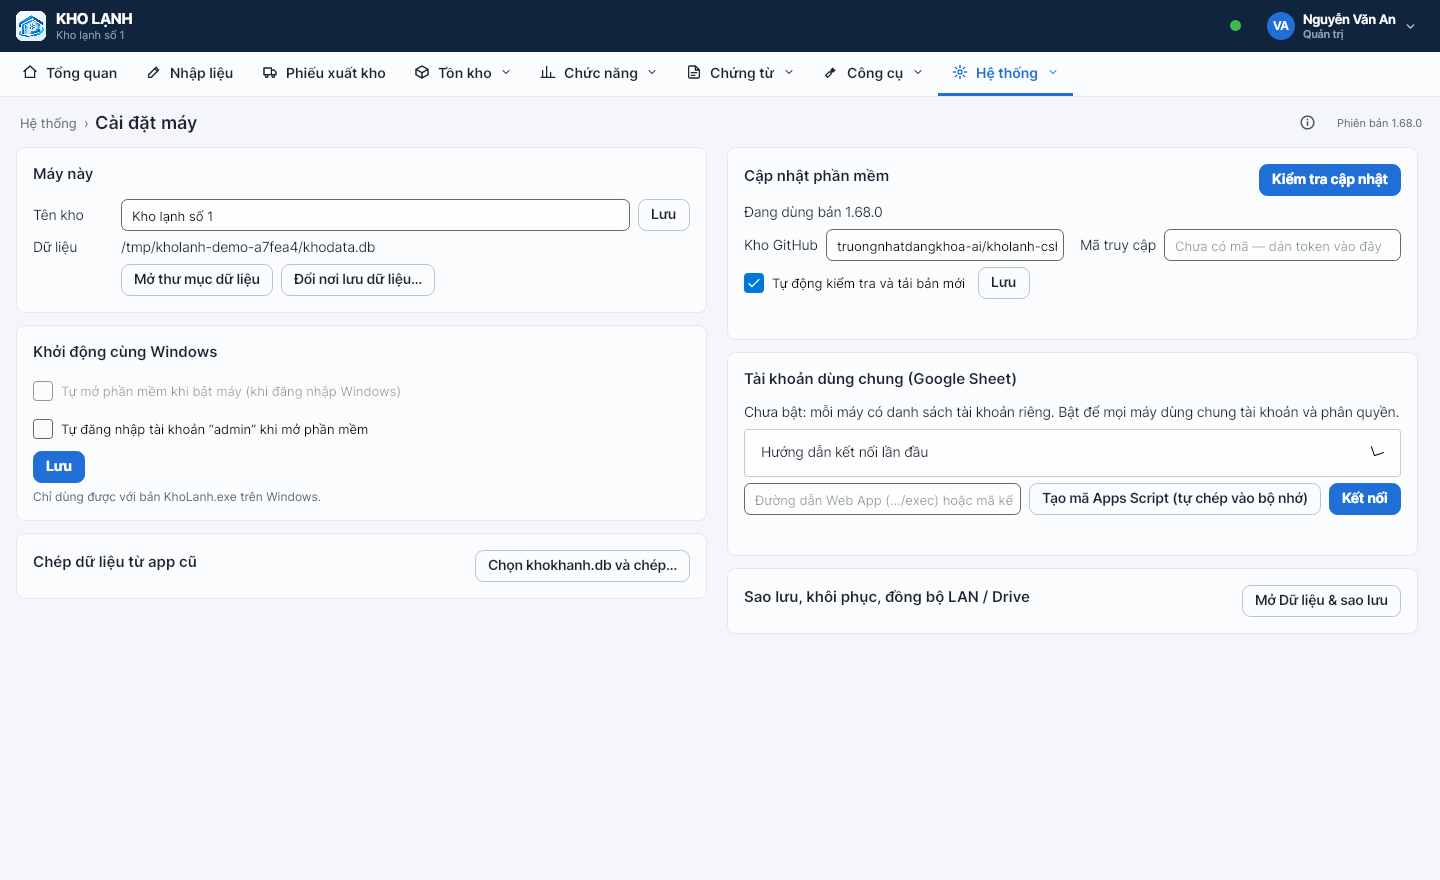 KHO LẠNH
Kho lạnh số 1
VA
Nguyễn Văn An
Quản trị
Tổng quan
Nhập liệu
Phiếu xuất kho
Tồn kho
Chức năng
Chứng từ
Công cụ
Hệ thống
Hệ thống › Cài đặt máy
Phiên bản 1.68.0
Máy này
Tên kho
Kho lạnh số 1
Lưu
Dữ liệu
/tmp/kholanh-demo-a7fea4/khodata.db
Mở thư mục dữ liệu
Đổi nơi lưu dữ liệu...
Khởi động cùng Windows
Tự mở phần mềm khi bật máy (khi đăng nhập Windows)
Tự đăng nhập tài khoản “admin” khi mở phần mềm
Lưu
Chỉ dùng được với bản KhoLanh.exe trên Windows.
Chép dữ liệu từ app cũ
Chọn khokhanh.db và chép...
Cập nhật phần mềm
Kiểm tra cập nhật
Đang dùng bản 1.68.0
Kho GitHub
truongnhatdangkhoa-ai/kholanh-csl
Mã truy cập
Chưa có mã — dán token vào đây
Tự động kiểm tra và tải bản mới
Lưu
Tài khoản dùng chung (Google Sheet)
Chưa bật: mỗi máy có danh sách tài khoản riêng. Bật để mọi máy dùng chung tài khoản và phân quyền.
Hướng dẫn kết nối lần đầu
Đường dẫn Web App (.../exec) hoặc mã kế
Tạo mã Apps Script (tự chép vào bộ nhớ)
Kết nối
Sao lưu, khôi phục, đồng bộ LAN / Drive
Mở Dữ liệu & sao lưu